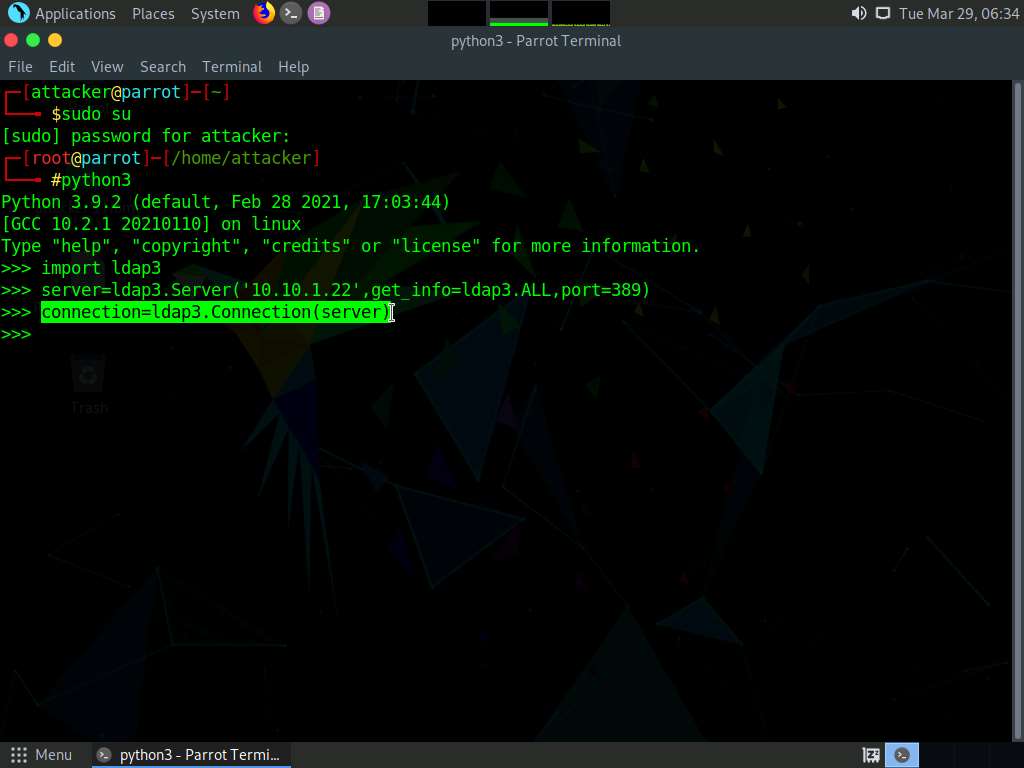 Applications Places System Tue Mar 29, 06:34
python3 - Parrot Terminal
File Edit View Search Terminal Help
┌─[attacker@parrot]─[~]
└──╼ $sudo su
[sudo] password for attacker:
┌─[root@parrot]─[/home/attacker]
└──╼ #python3
Python 3.9.2 (default, Feb 28 2021, 17:03:44)
[GCC 10.2.1 20210110] on linux
Type "help", "copyright", "credits" or "license" for more information.
>>> import ldap3
>>> server=ldap3.Server('10.10.1.22',get_info=ldap3.ALL,port=389)
>>> connection=ldap3.Connection(server)
>>>
Trash
Menu python3 - Parrot Termi...